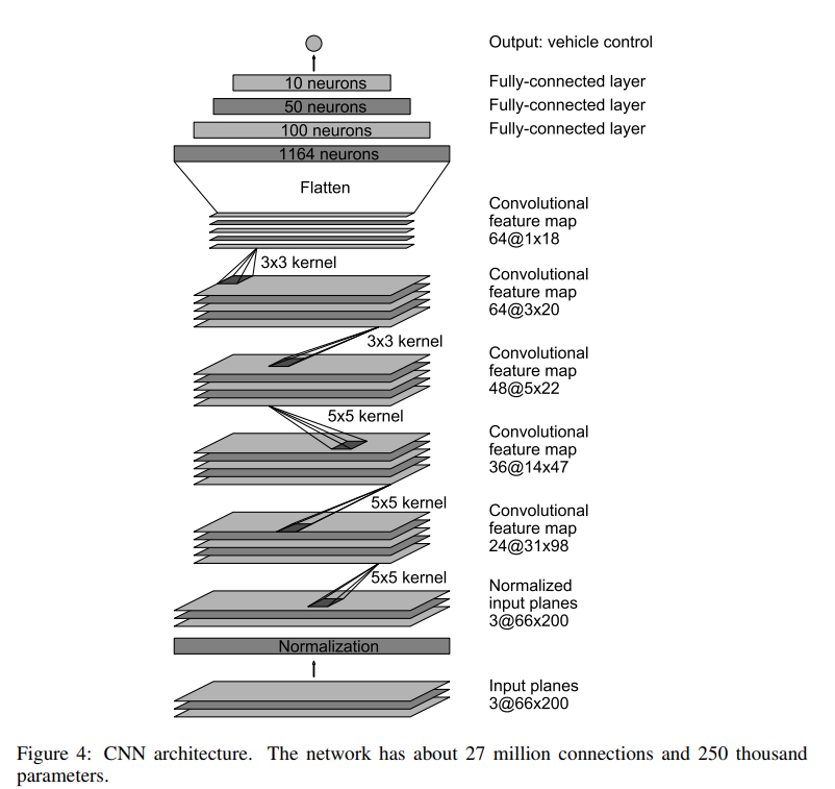 Output: vehicle control
10 neurons
Fully-connected layer
50 neurons
Fully-connected layer
100 neurons
Fully-connected layer
1164 neurons
Flatten
Convolutional
feature map
64@1x18
3x3 kernel
Convolutional
feature map
64@3x20
3x3 kernel
Convolutional
feature map
48@5x22
5x5 kernel
Convolutional
feature map
36@14x47
5x5 kernel
Convolutional
feature map
24@31x98
5x5 kernel
Normalized
input planes
3@66x200
Normalization
Input planes
3@66x200
Figure 4: CNN architecture. The network has about 27 million connections and 250 thousand
parameters.